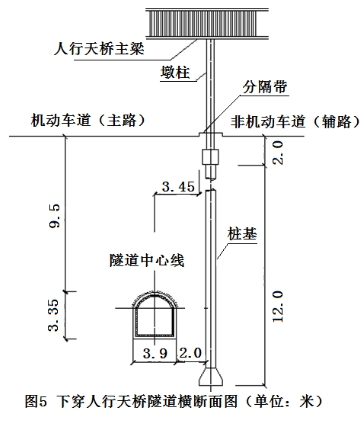 人行天桥主梁
墩柱
分隔带
机动车道（主路）
非机动车道（辅路）
2.0
3.45
9.5
桩基
隧道中心线
12.0
3.35
3.9
2.0
图5 下穿人行天桥隧道横断面图（单位：米）